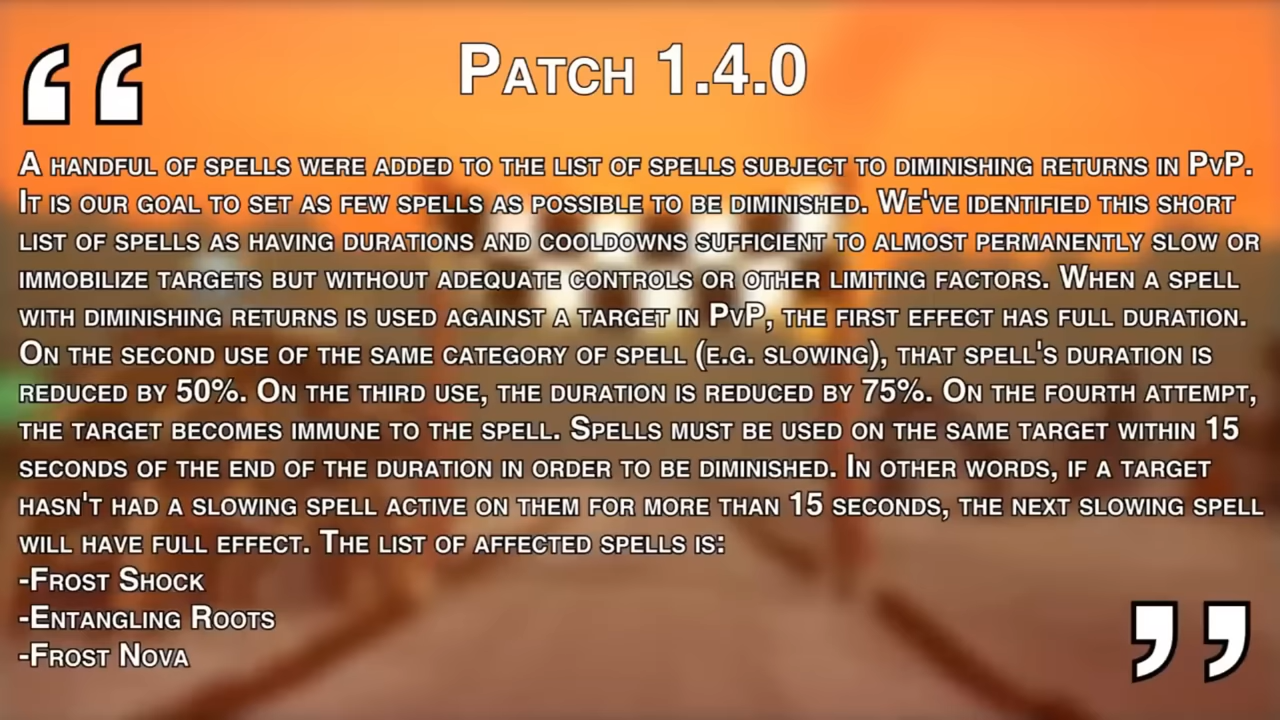 “
Patch 1.4.0
A handful of spells were added to the list of spells subject to diminishing returns in PvP.
It is our goal to set as few spells as possible to be diminished. We've identified this short
list of spells as having durations and cooldowns sufficient to almost permanently slow or
immobilize targets but without adequate controls or other limiting factors. When a spell
with diminishing returns is used against a target in PvP, the first effect has full duration.
On the second use of the same category of spell (e.g. slowing), that spell's duration is
reduced by 50%. On the third use, the duration is reduced by 75%. On the fourth attempt,
the target becomes immune to the spell. Spells must be used on the same target within 15
seconds of the end of the duration in order to be diminished. In other words, if a target
hasn't had a slowing spell active on them for more than 15 seconds, the next slowing spell
will have full effect. The list of affected spells is:
-Frost Shock
-Entangling Roots
-Frost Nova
”